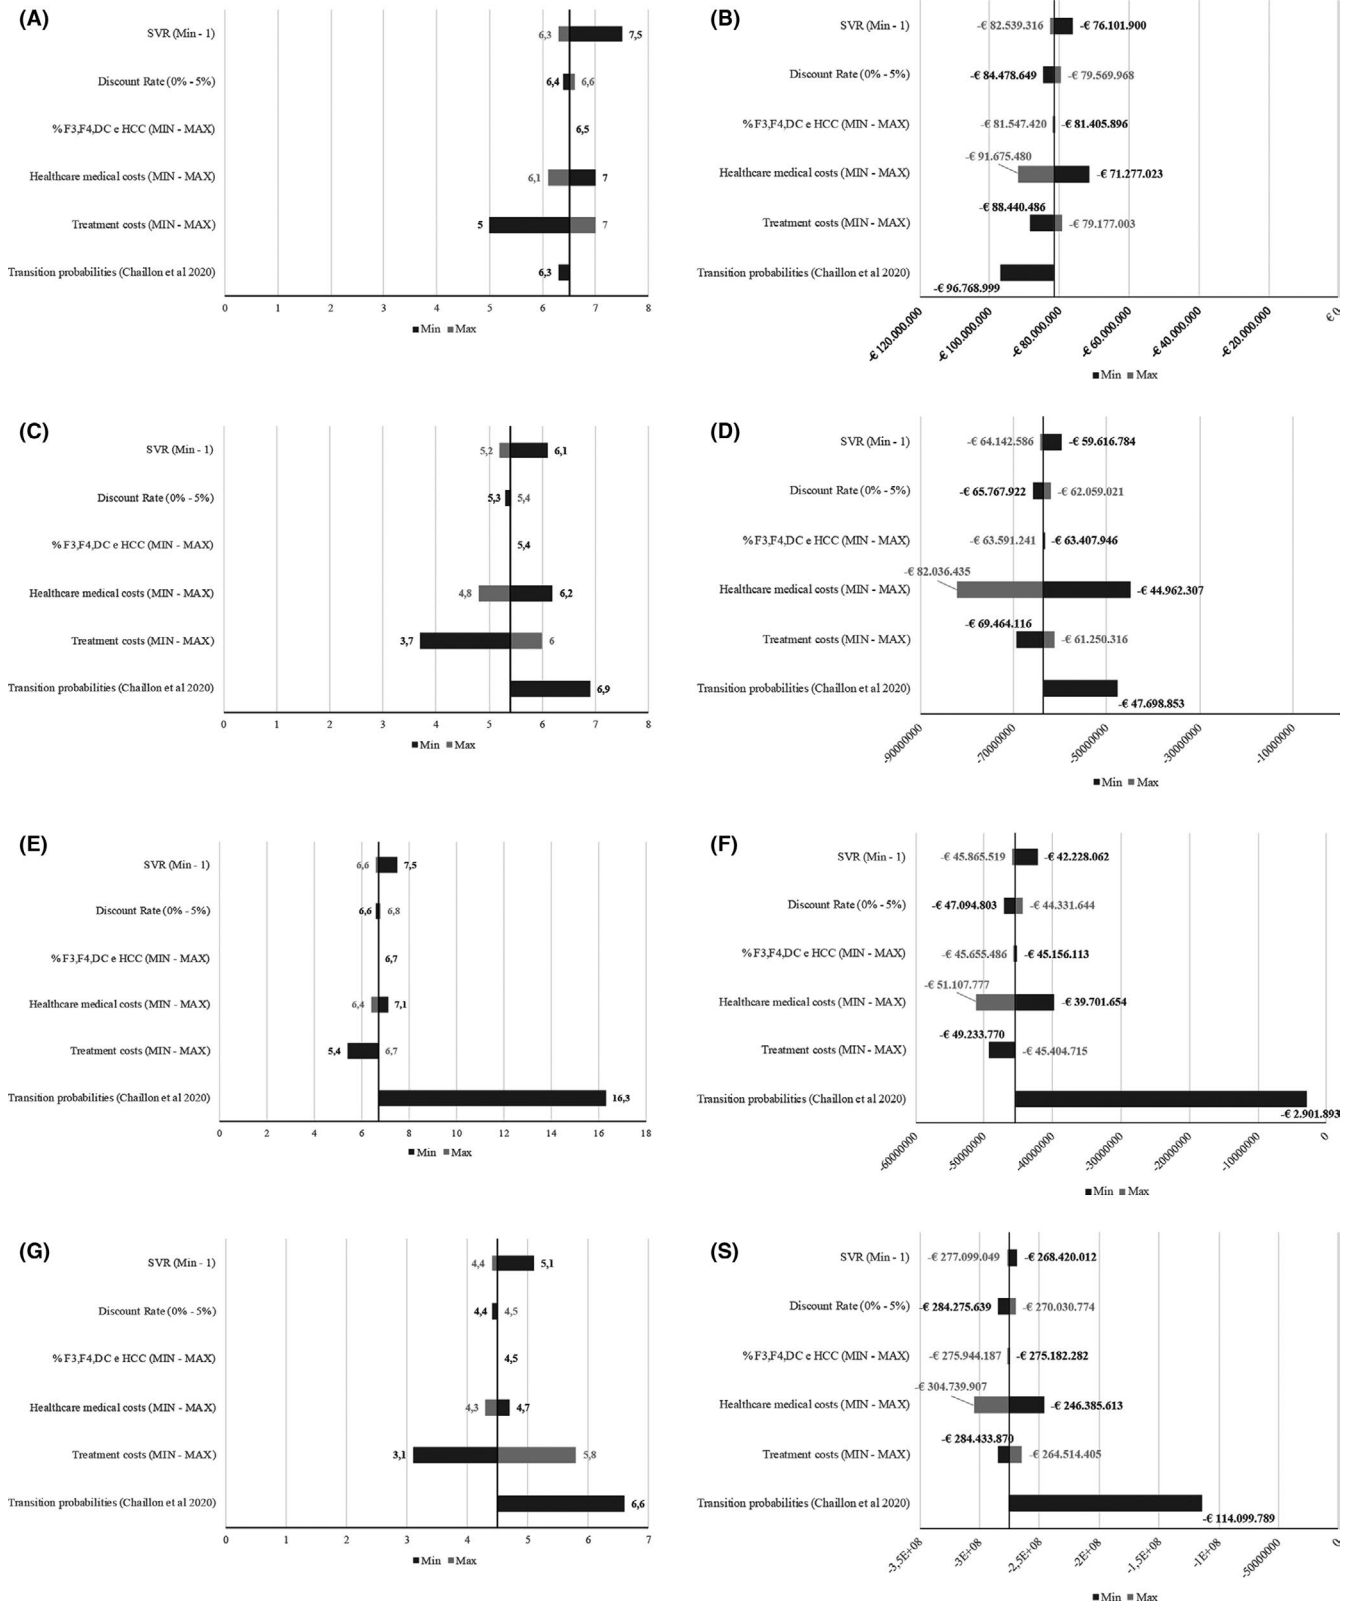 (A)
SVR (Min - 1)
6,3
7,5
Discount Rate (0% - 5%)
6,4
6,6
%F3,F4,DC e HCC (MIN - MAX)
6,5
Healthcare medical costs (MIN - MAX)
6,1
7
Treatment costs (MIN - MAX)
5
7
Transition probabilities (Chaillon et al 2020)
6,3
0 1 2 3 4 5 6 7 8
Min Max
(B)
SVR (Min - 1)
-€ 82.539.316
-€ 76.101.900
Discount Rate (0% - 5%)
-€ 84.478.649
-€ 79.569.968
%F3,F4,DC e HCC (MIN - MAX)
-€ 81.547.420
-€ 81.405.896
-€ 91.675.480
Healthcare medical costs (MIN - MAX)
-€ 71.277.023
-€ 88.440.486
Treatment costs (MIN - MAX)
-€ 79.177.003
Transition probabilities (Chaillon et al 2020)
-€ 96.768.999
-€ 120.000.000 -€ 100.000.000 -€ 80.000.000 -€ 60.000.000 -€ 40.000.000 -€ 20.000.000 € 0
Min Max
(C)
SVR (Min - 1)
5,2
6,1
Discount Rate (0% - 5%)
5,3
5,4
%F3,F4,DC e HCC (MIN - MAX)
5,4
Healthcare medical costs (MIN - MAX)
4,8
6,2
Treatment costs (MIN - MAX)
3,7
6
Transition probabilities (Chaillon et al 2020)
6,9
0 1 2 3 4 5 6 7 8
Min Max
(D)
SVR (Min - 1)
-€ 64.142.586
-€ 59.616.784
Discount Rate (0% - 5%)
-€ 65.767.922
-€ 62.059.021
%F3,F4,DC e HCC (MIN - MAX)
-€ 63.591.241
-€ 63.407.946
-€ 82.036.435
Healthcare medical costs (MIN - MAX)
-€ 44.962.307
-€ 69.464.116
Treatment costs (MIN - MAX)
-€ 61.250.316
Transition probabilities (Chaillon et al 2020)
-€ 47.698.853
-90000000 -70000000 -50000000 -30000000 -10000000
Min Max
(E)
SVR (Min - 1)
6,6
7,5
Discount Rate (0% - 5%)
6,6
6,8
%F3,F4,DC e HCC (MIN - MAX)
6,7
Healthcare medical costs (MIN - MAX)
6,4
7,1
Treatment costs (MIN - MAX)
5,4
6,7
Transition probabilities (Chaillon et al 2020)
16,3
0 2 4 6 8 10 12 14 16 18
Min Max
(F)
SVR (Min - 1)
-€ 45.865.519
-€ 42.228.062
Discount Rate (0% - 5%)
-€ 47.094.803
-€ 44.331.644
%F3,F4,DC e HCC (MIN - MAX)
-€ 45.655.486
-€ 45.156.113
-€ 51.107.777
Healthcare medical costs (MIN - MAX)
-€ 39.701.654
-€ 49.233.770
Treatment costs (MIN - MAX)
-€ 45.404.715
Transition probabilities (Chaillon et al 2020)
-€ 2.901.893
-60000000 -50000000 -40000000 -30000000 -20000000 -10000000 0
Min Max
(G)
SVR (Min - 1)
4,4
5,1
Discount Rate (0% - 5%)
4,4
4,5
%F3,F4,DC e HCC (MIN - MAX)
4,5
Healthcare medical costs (MIN - MAX)
4,3
4,7
Treatment costs (MIN - MAX)
3,1
5,8
Transition probabilities (Chaillon et al 2020)
6,6
0 1 2 3 4 5 6 7
Min Max
(S)
SVR (Min - 1)
-€ 277.099.049
-€ 268.420.012
Discount Rate (0% - 5%)
-€ 284.275.639
-€ 270.030.774
%F3,F4,DC e HCC (MIN - MAX)
-€ 275.944.187
-€ 275.182.282
-€ 304.739.907
Healthcare medical costs (MIN - MAX)
-€ 246.385.613
-€ 284.433.870
Treatment costs (MIN - MAX)
-€ 264.514.405
Transition probabilities (Chaillon et al 2020)
-€ 114.099.789
-3,5E+08 -3E+08 -2,5E+08 -2E+08 -1,5E+08 -1E+08 -50000000 0
Min Max